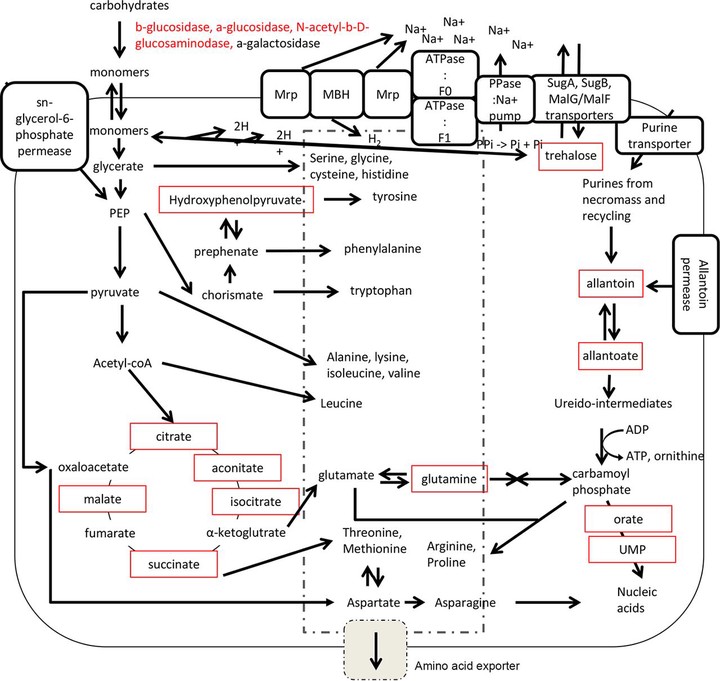 carbohydrates
b-glucosidase, a-glucosidase, N-acetyl-b-D-
glucosaminodase, a-galactosidase
monomers
monomers
sn-
glycerol-6-
phosphate
permease
glycerate
PEP
pyruvate
Acetyl-coA
Mrp
MBH
Mrp
ATPase
:
F0
ATPase
:
F1
Na+
Na+
Na+
Na+
Na+
Na+
Na+
PPase
:Na+
pump
SugA, SugB,
MalG/MalF
transporters
Purine
transporter
2H
+
2H
+
H2
PPi -> Pi + Pi
trehalose
Serine, glycine,
cysteine, histidine
Hydroxyphenolpyruvate
tyrosine
prephenate
phenylalanine
chorismate
tryptophan
Alanine, lysine,
isoleucine, valine
Leucine
Purines from
necromass and
recycling
allantoin
Allantoin
permease
allantoate
Ureido-intermediates
ADP
ATP, ornithine
carbamoyl
phosphate
orate
UMP
Nucleic
acids
citrate
aconitate
isocitrate
α-ketoglutrate
succinate
fumarate
malate
oxaloacetate
glutamate
glutamine
Threonine,
Methionine
Arginine,
Proline
Aspartate
Asparagine
Amino acid exporter